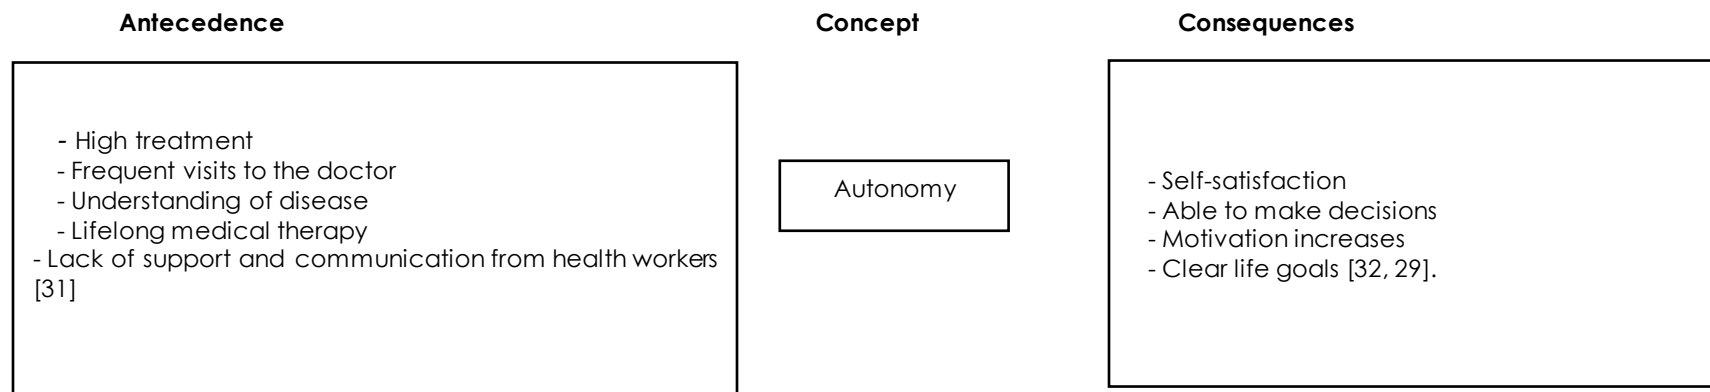 Antecedence Concept Consequences
- High treatment
- Frequent visits to the doctor
- Understanding of disease
- Lifelong medical therapy
- Lack of support and communication from health workers
[31]
Autonomy
- Self-satisfaction
- Able to make decisions
- Motivation increases
- Clear life goals [32, 29].